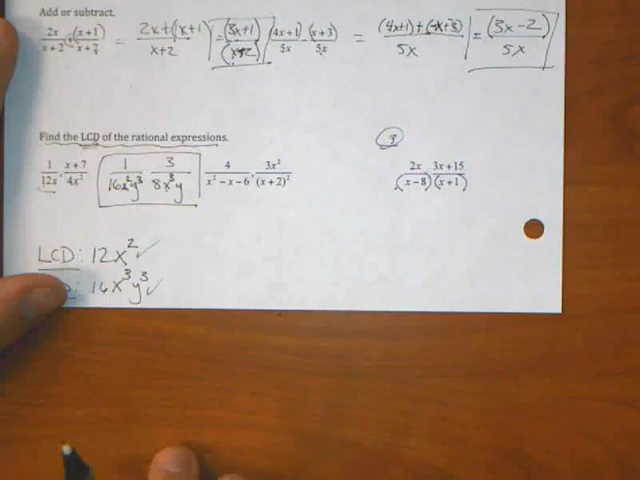 Add or subtract.
2x/(x+2) + (x+1)/(x+2) = (2x+(x+1))/(x+2) = (3x+1)/(x+2) (4x+1)/5x - (x+3)/5x = ((4x+1)+(-x+-3))/5x = (3x-2)/5x
Find the LCD of the rational expressions.
3
1/12x, (x+7)/4x² 1/16x²y³ 3/8x³y 4/(x²-x-6), 3x²/(x+2)² 2x/(x-8) (3x+15)/(x+1)
LCD: 12x² ✓
: 16x³y³ ✓